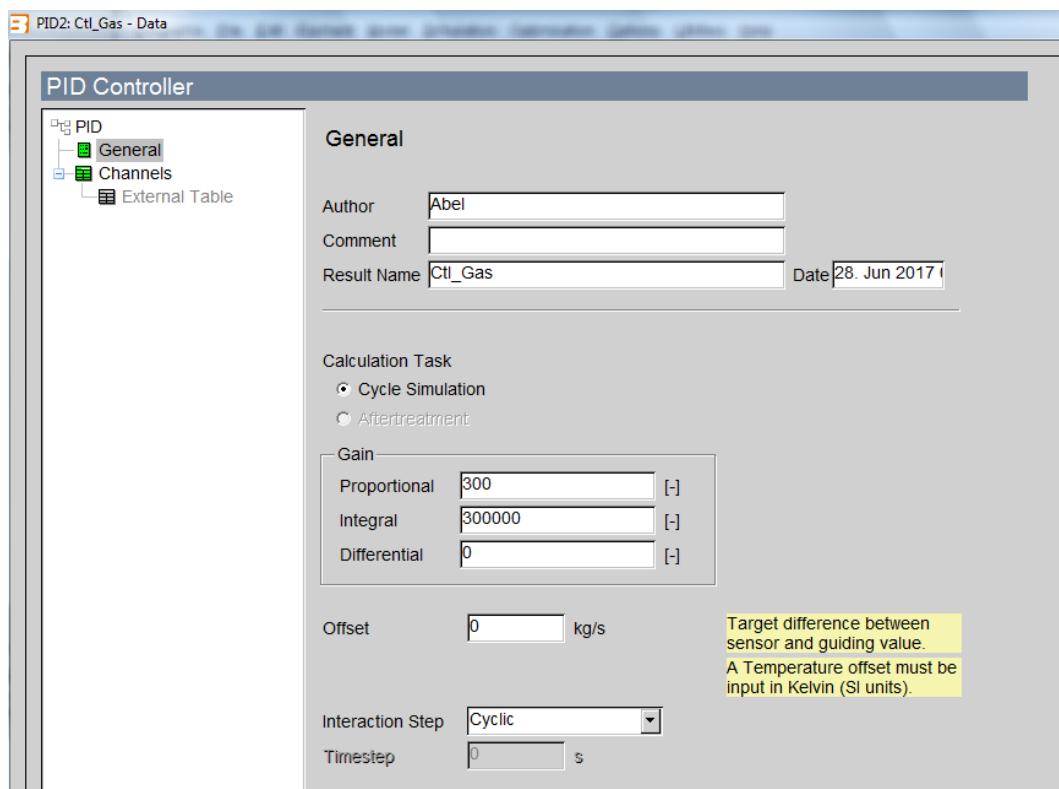 PID2: Ctl_Gas - Data
PID Controller
PID
General
Channels
External Table
General
Author Abel
Comment
Result Name Ctl_Gas Date 28. Jun 2017
Calculation Task
Cycle Simulation
Aftertreatment
Gain
Proportional 300 [-]
Integral 300000 [-]
Differential 0 [-]
Offset 0 kg/s
Target difference between
sensor and guiding value.
A Temperature offset must be
input in Kelvin (SI units).
Interaction Step Cyclic
Timestep 0 s